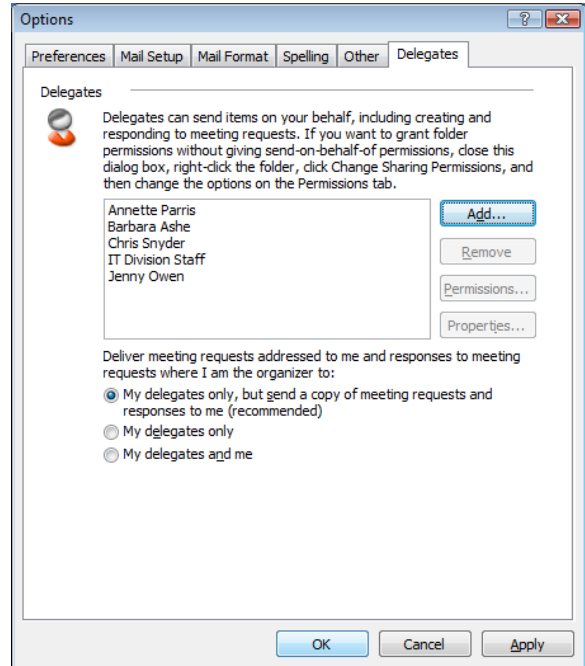 Options
Preferences Mail Setup Mail Format Spelling Other Delegates
Delegates
Delegates can send items on your behalf, including creating and
responding to meeting requests. If you want to grant folder
permissions without giving send-on-behalf-of permissions, close this
dialog box, right-click the folder, click Change Sharing Permissions, and
then change the options on the Permissions tab.
Annette Parris
Barbara Ashe
Chris Snyder
IT Division Staff
Jenny Owen
Add...
Remove
Permissions...
Properties...
Deliver meeting requests addressed to me and responses to meeting
requests where I am the organizer to:
My delegates only, but send a copy of meeting requests and
responses to me (recommended)
My delegates only
My delegates and me
OK Cancel Apply